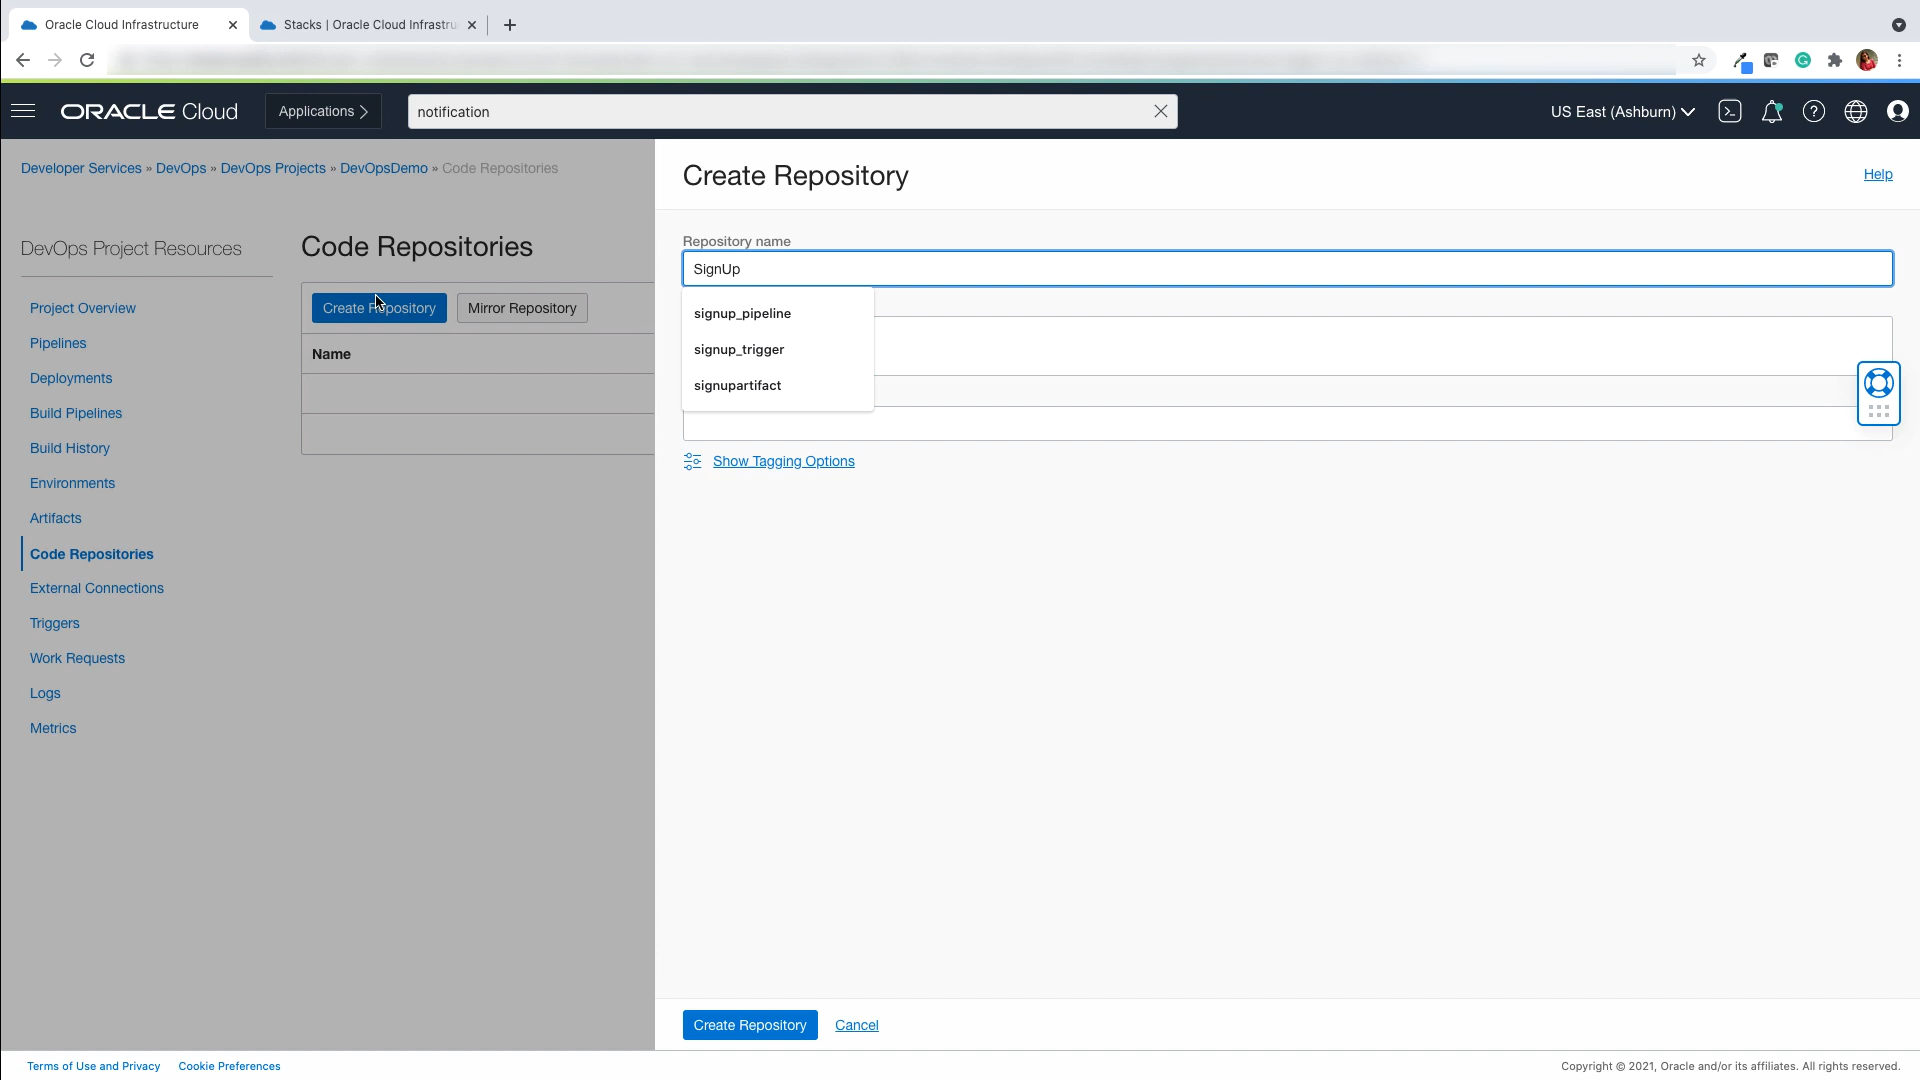 Oracle Cloud Infrastructure
Stacks | Oracle Cloud Infrastru
ORACLE Cloud
Applications
notification
US East (Ashburn)
Developer Services » DevOps » DevOps Projects » DevOpsDemo » Code Repositories
Create Repository
Help
DevOps Project Resources
Project Overview
Pipelines
Deployments
Build Pipelines
Build History
Environments
Artifacts
Code Repositories
External Connections
Triggers
Work Requests
Logs
Metrics
Code Repositories
Create Repository
Mirror Repository
Name
Repository name
SignUp
signup_pipeline
signup_trigger
signupartifact
Show Tagging Options
Create Repository
Cancel
Terms of Use and Privacy
Cookie Preferences
Copyright © 2021, Oracle and/or its affiliates. All rights reserved.